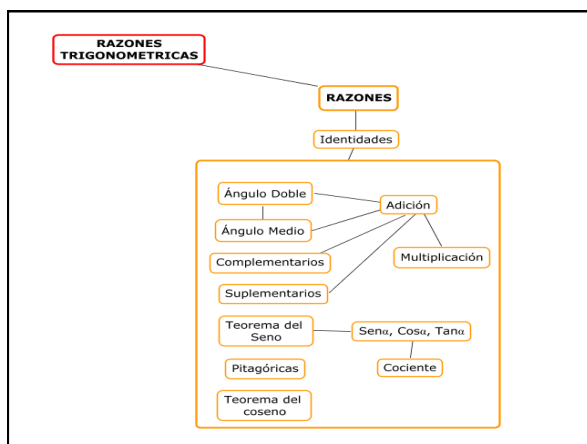 RAZONES
TRIGONOMETRICAS
RAZONES
Identidades
Ángulo Doble
Adición
Ángulo Medio
Complementarios
Multiplicación
Suplementarios
Teorema del
Seno
Senα, Cosα, Tanα
Pitagóricas
Cociente
Teorema del
coseno